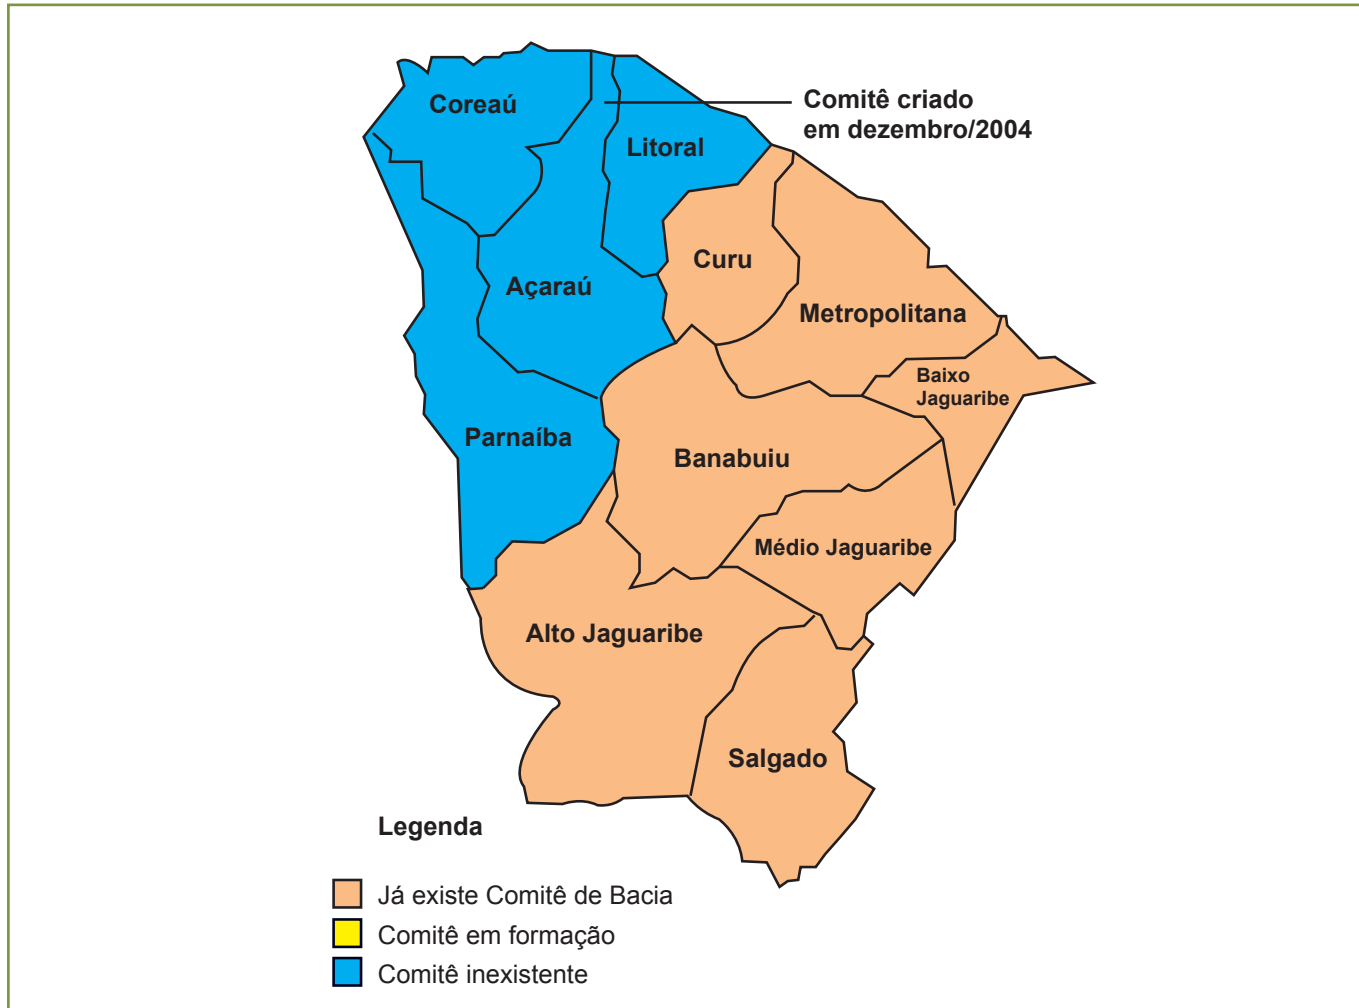 Coreaú
Comitê criado
em dezembro/2004
Litoral
Curu
Açaraú
Metropolitana
Baixo
Jaguaribe
Parnaíba
Banabuiu
Médio Jaguaribe
Alto Jaguaribe
Salgado
Legenda
Já existe Comitê de Bacia
Comitê em formação
Comitê inexistente